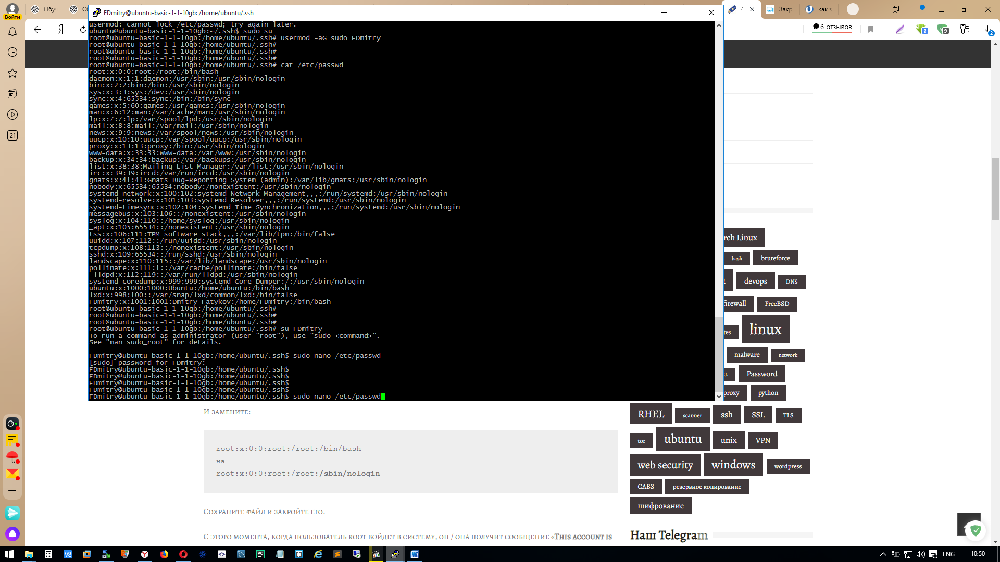 Войти
Обу
Об
FDmitry@ubuntu-basic-1-1-10gb: /home/ubuntu/.ssh
4
Закр
как з
6 отзывов
9
2
21
usermod: cannot lock /etc/passwd; try again later.
ubuntu@ubuntu-basic-1-1-10gb:~/.ssh$ sudo su
root@ubuntu-basic-1-1-10gb:/home/ubuntu/.ssh# usermod -aG sudo FDmitry
root@ubuntu-basic-1-1-10gb:/home/ubuntu/.ssh#
root@ubuntu-basic-1-1-10gb:/home/ubuntu/.ssh#
root@ubuntu-basic-1-1-10gb:/home/ubuntu/.ssh#
root@ubuntu-basic-1-1-10gb:/home/ubuntu/.ssh# cat /etc/passwd
root:x:0:0:root:/root:/bin/bash
daemon:x:1:1:daemon:/usr/sbin:/usr/sbin/nologin
bin:x:2:2:bin:/bin:/usr/sbin/nologin
sys:x:3:3:sys:/dev:/usr/sbin/nologin
sync:x:4:65534:sync:/bin:/bin/sync
games:x:5:60:games:/usr/games:/usr/sbin/nologin
man:x:6:12:man:/var/cache/man:/usr/sbin/nologin
lp:x:7:7:lp:/var/spool/lpd:/usr/sbin/nologin
mail:x:8:8:mail:/var/mail:/usr/sbin/nologin
news:x:9:9:news:/var/spool/news:/usr/sbin/nologin
uucp:x:10:10:uucp:/var/spool/uucp:/usr/sbin/nologin
proxy:x:13:13:proxy:/bin:/usr/sbin/nologin
www-data:x:33:33:www-data:/var/www:/usr/sbin/nologin
backup:x:34:34:backup:/var/backups:/usr/sbin/nologin
list:x:38:38:Mailing List Manager:/var/list:/usr/sbin/nologin
irc:x:39:39:ircd:/var/run/ircd:/usr/sbin/nologin
gnats:x:41:41:Gnats Bug-Reporting System (admin):/var/lib/gnats:/usr/sbin/nologin
nobody:x:65534:65534:nobody:/nonexistent:/usr/sbin/nologin
systemd-network:x:100:102:systemd Network Management,,,:/run/systemd:/usr/sbin/nologin
systemd-resolve:x:101:103:systemd Resolver,,,:/run/systemd:/usr/sbin/nologin
systemd-timesync:x:102:104:systemd Time Synchronization,,,:/run/systemd:/usr/sbin/nologin
messagebus:x:103:106::/nonexistent:/usr/sbin/nologin
syslog:x:104:110::/home/syslog:/usr/sbin/nologin
_apt:x:105:65534::/nonexistent:/usr/sbin/nologin
tss:x:106:111:TPM software stack,,,:/var/lib/tpm:/bin/false
uuidd:x:107:112::/run/uuidd:/usr/sbin/nologin
tcpdump:x:108:113::/nonexistent:/usr/sbin/nologin
sshd:x:109:65534::/run/sshd:/usr/sbin/nologin
landscape:x:110:115::/var/lib/landscape:/usr/sbin/nologin
pollinate:x:111:1::/var/cache/pollinate:/bin/false
_lldpd:x:112:119::/var/run/lldpd:/usr/sbin/nologin
systemd-coredump:x:999:999:systemd Core Dumper:/:/usr/sbin/nologin
ubuntu:x:1000:1000:Ubuntu:/home/ubuntu:/bin/bash
lxd:x:998:100::/var/snap/lxd/common/lxd:/bin/false
FDmitry:x:1001:1001:Dmitry Fatykov:/home/FDmitry:/bin/bash
root@ubuntu-basic-1-1-10gb:/home/ubuntu/.ssh#
root@ubuntu-basic-1-1-10gb:/home/ubuntu/.ssh#
root@ubuntu-basic-1-1-10gb:/home/ubuntu/.ssh#
root@ubuntu-basic-1-1-10gb:/home/ubuntu/.ssh# su FDmitry
To run a command as administrator (user "root"), use "sudo <command>".
See "man sudo_root" for details.
FDmitry@ubuntu-basic-1-1-10gb:/home/ubuntu/.ssh$ sudo nano /etc/passwd
[sudo] password for FDmitry:
FDmitry@ubuntu-basic-1-1-10gb:/home/ubuntu/.ssh$
FDmitry@ubuntu-basic-1-1-10gb:/home/ubuntu/.ssh$
FDmitry@ubuntu-basic-1-1-10gb:/home/ubuntu/.ssh$
FDmitry@ubuntu-basic-1-1-10gb:/home/ubuntu/.ssh$
FDmitry@ubuntu-basic-1-1-10gb:/home/ubuntu/.ssh$ sudo nano /etc/passwd
И замените:
root:x:0:0:root:/root:/bin/bash
на
root:x:0:0:root:/root:/sbin/nologin
Сохраните файл и закройте его.
С этого момента, когда пользователь root войдет в систему, он / она получит сообщение «This account is
rch Linux
bash bruteforce
devops DNS
firewall FreeBSD
tes linux
malware network
SL Password
proxy python
RHEL scanner ssh SSL TLS
tor ubuntu unix VPN
web security windows wordpress
САВЗ резервное копирование
шифрование
Наш Telegram
ENG
10:50